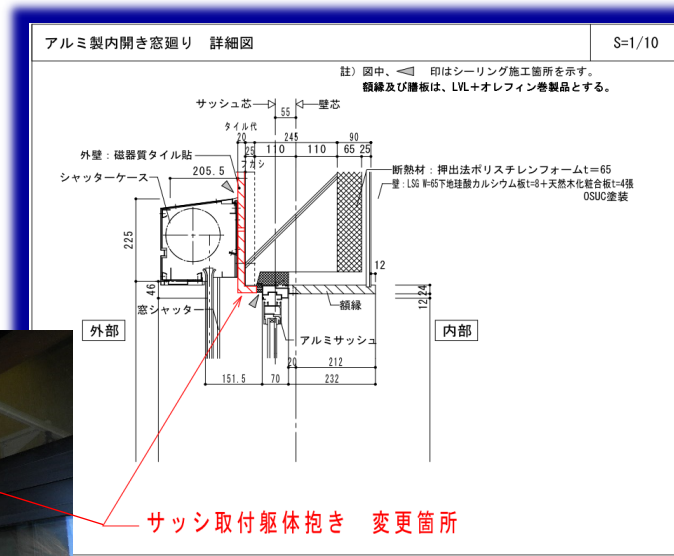 アルミ製内開き窓廻り　詳細図
S=1/10
註）図中、　印はシーリング施工箇所を示す。
額縁及び膳板は、LVL+オレフィン巻製品とする。
サッシュ芯
壁芯
55
タイル代
20
245
90
25
110
110
65
25
フカシ
外壁：磁器質タイル貼
シャッターケース
205.5
断熱材：押出法ポリスチレンフォームt=65
壁：LSG W=65下地珪酸カルシウム板t=8+天然木化粧合板t=4張
OSUC塗装
225
12
46
窓シャッター
額縁
12
24
外部
アルミサッシュ
内部
20
212
151.5
70
232
サッシ取付躯体抱き　変更箇所